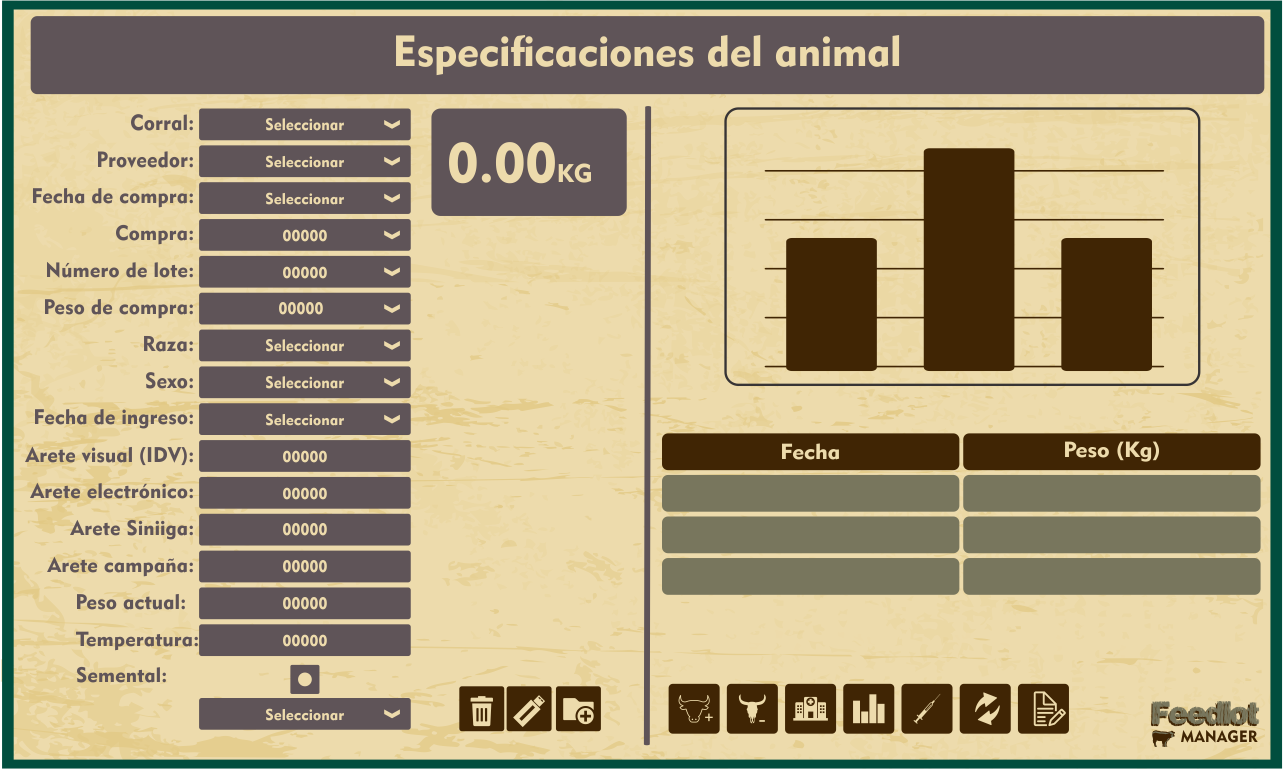 Especificaciones del animal
Corral: Seleccionar
Proveedor: Seleccionar
Fecha de compra: Seleccionar
Compra: 00000
Número de lote: 00000
Peso de compra: 00000
Raza: Seleccionar
Sexo: Seleccionar
Fecha de ingreso: Seleccionar
Arete visual (IDV): 00000
Arete electrónico: 00000
Arete Siniiga: 00000
Arete campaña: 00000
Peso actual: 00000
Temperatura: 00000
Semental:
Seleccionar
0.00KG
Fecha Peso (Kg)
Feedlot
MANAGER